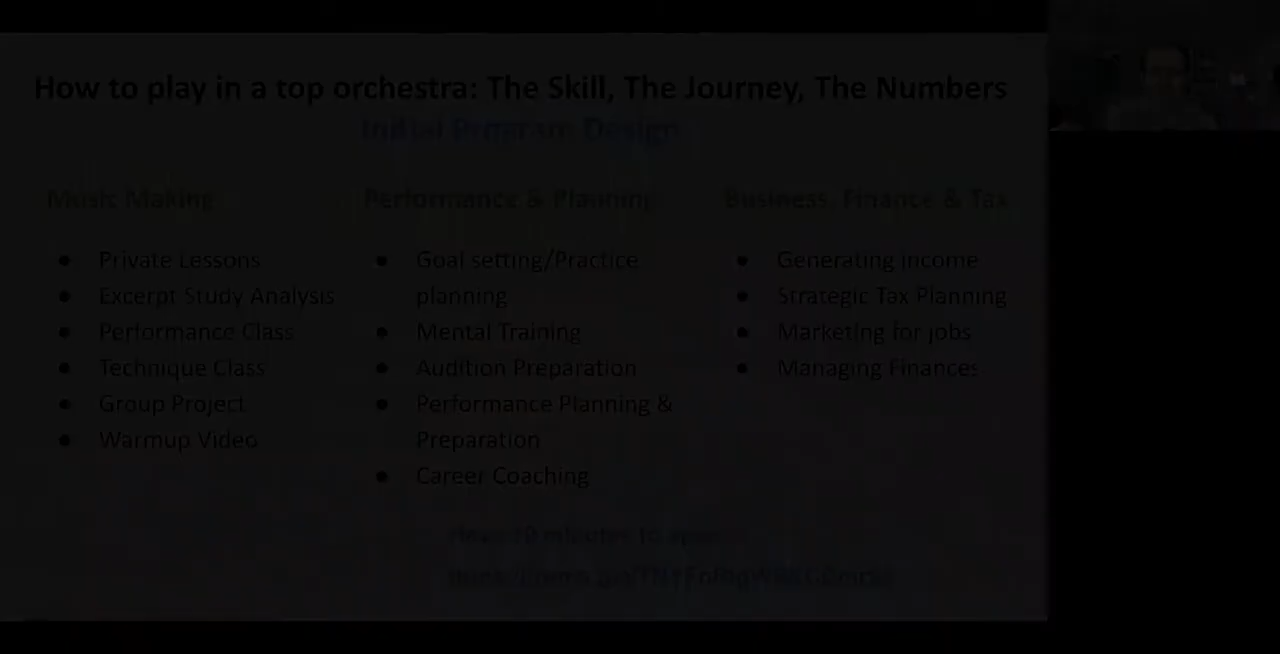 How to play in a top orchestra: The Skill, The Journey, The Numbers
Initial Program Design
Music Making
Private Lessons
Excerpt Study Analysis
Performance Class
Technique Class
Group Project
Warmup Video
Performance & Planning
Goal setting/Practice
planning
Mental Training
Audition Preparation
Performance Planning &
Preparation
Career Coaching
Business, Finance & Tax
Generating income
Strategic Tax Planning
Marketing for jobs
Managing Finances
minutes to